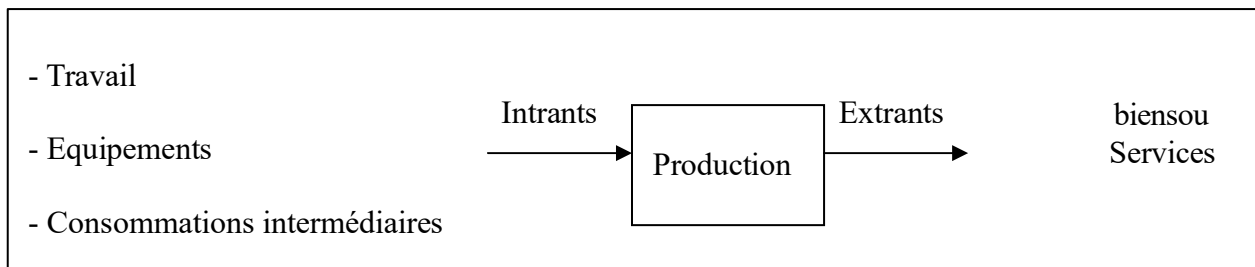 - Travail
- Equipements
- Consommations intermédiaires
Intrants
Production
Extrants
biensou
Services